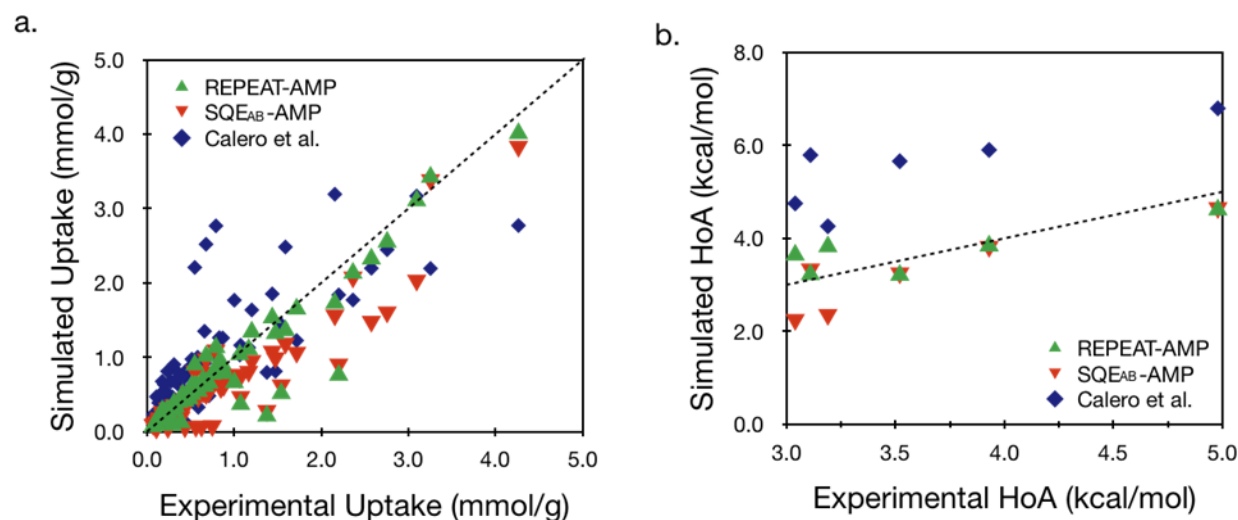 a.
Simulated Uptake (mmol/g)
5.0
4.0
3.0
2.0
1.0
0.0
REPEAT-AMP
SQEAB-AMP
Calero et al.
0.0 1.0 2.0 3.0 4.0 5.0
Experimental Uptake (mmol/g)
b.
Simulated HoA (kcal/mol)
8.0
6.0
4.0
2.0
0.0
REPEAT-AMP
SQEAB-AMP
Calero et al.
3.0 3.5 4.0 4.5 5.0
Experimental HoA (kcal/mol)